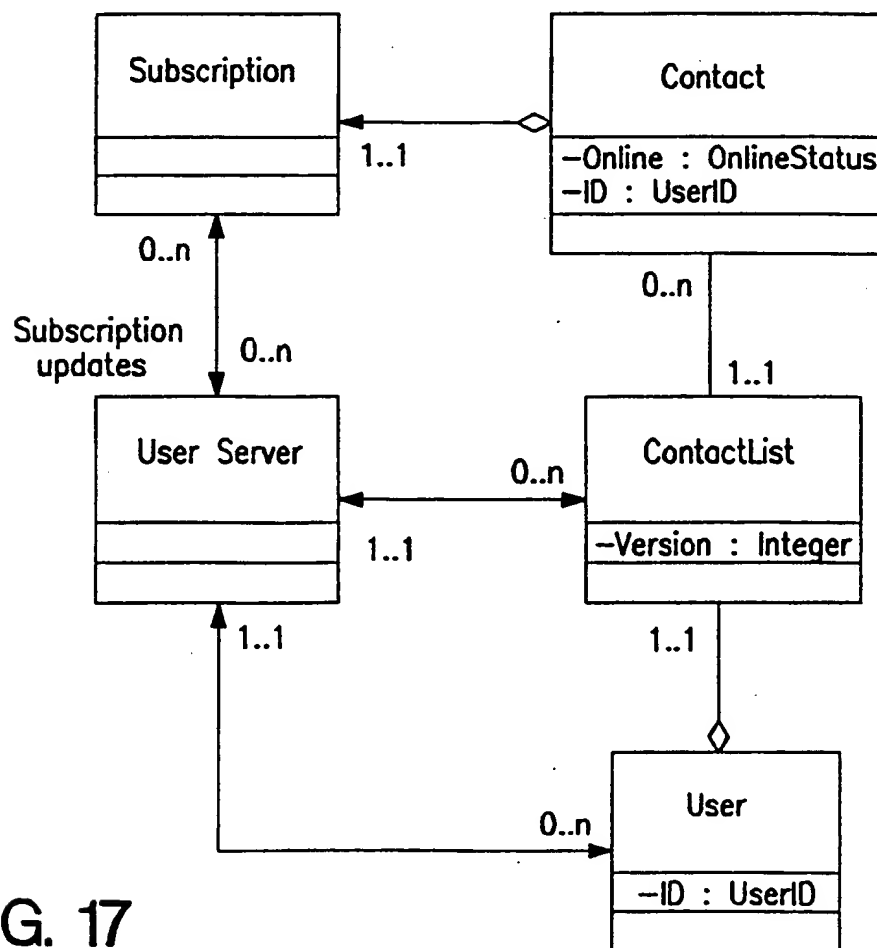 Subscription
Contact
-Online : OnlineStatus
-ID : UserID
1..1
0..n
0..n
Subscription
updates
0..n
1..1
User Server
ContactList
0..n
-Version : Integer
1..1
1..1
1..1
User
0..n
-ID : UserID
G. 17